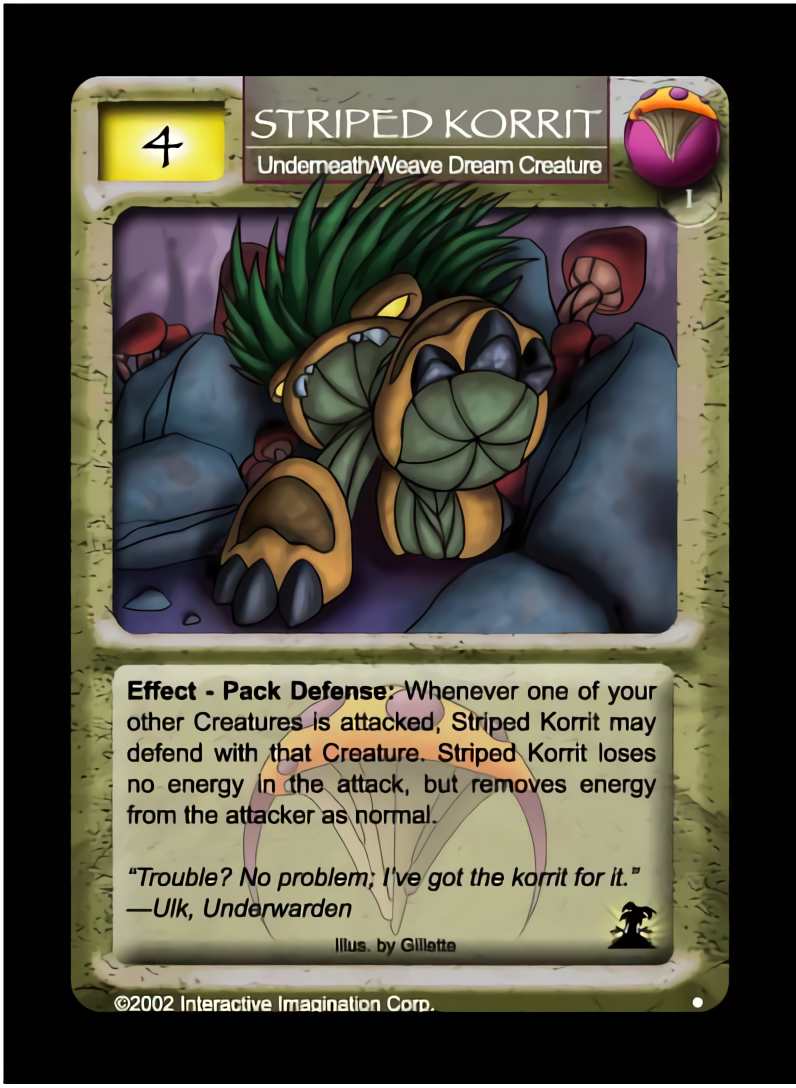 4
STRIPED KORRIT
Underneath/Weave Dream Creature
1
Effect - Pack Defense: Whenever one of your
other Creatures is attacked, Striped Korrit may
defend with that Creature. Striped Korrit loses
no energy in the attack, but removes energy
from the attacker as normal.
“Trouble? No problem; I’ve got the korrit for it.”
—Ulk, Underwarden
Illus. by Gillette
©2002 Interactive Imagination Corp.